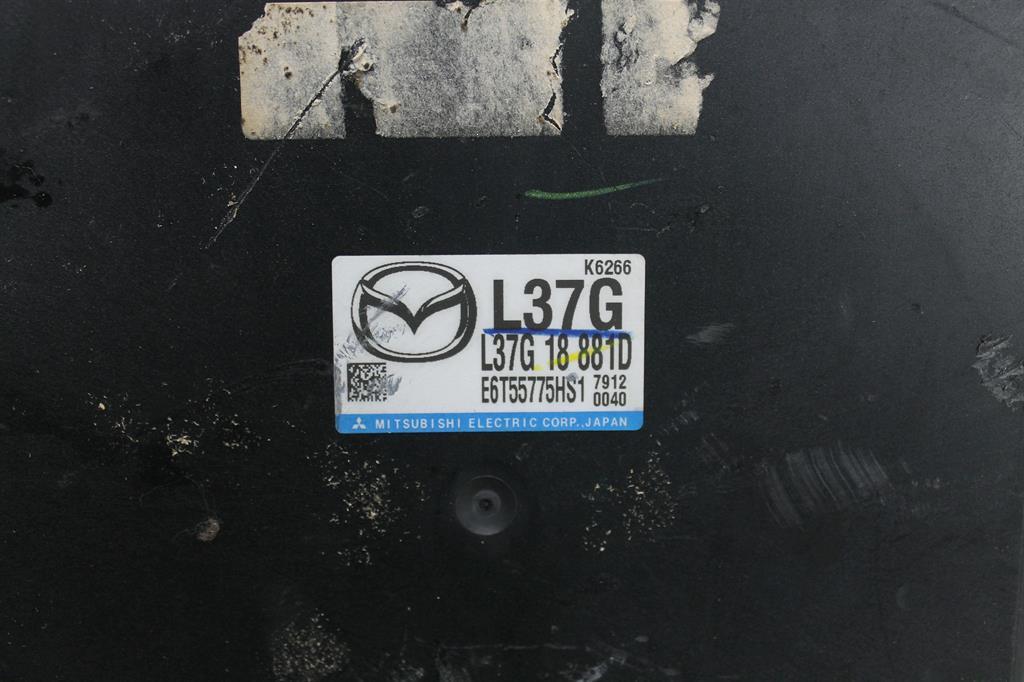 K6266
L37G
L37G 18 881D
E6T55775HS1 7912
0040
MITSUBISHI ELECTRIC CORP.,JAPAN